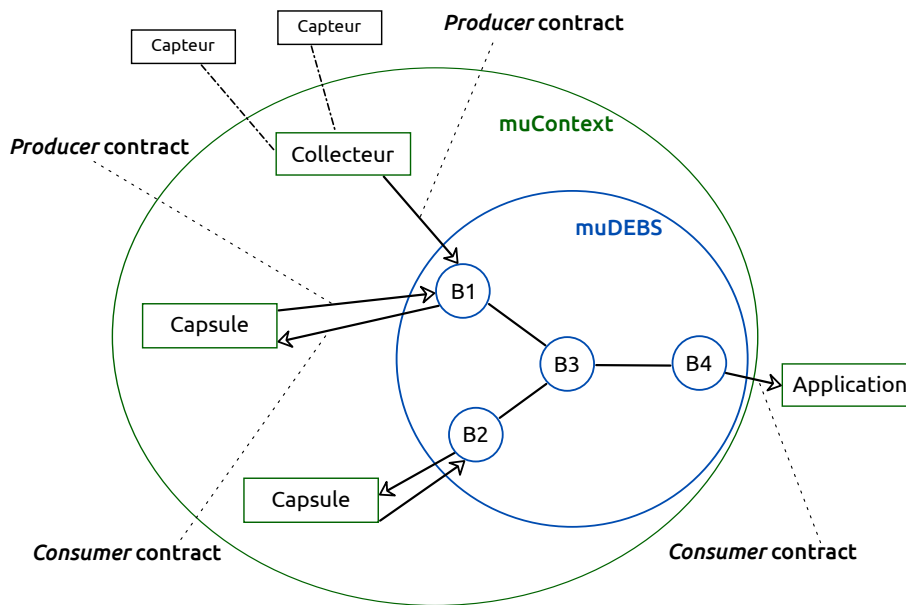 Capteur
Capteur
Producer contract
muContext
Producer contract
Collecteur
muDEBS
B1
Capsule
B3
B4
Application
B2
Capsule
Consumer contract
Consumer contract